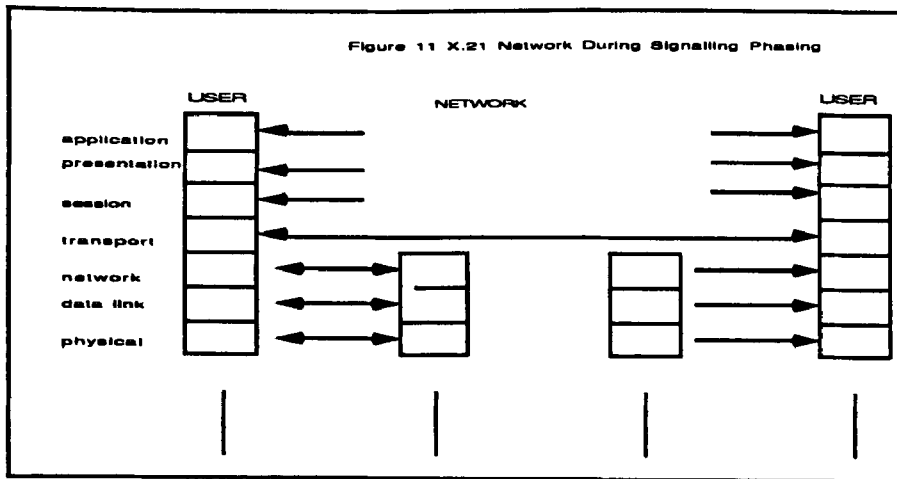 Figure 11 X.21 Network During Signalling Phasing
USER
NETWORK
USER
application
presentation
session
transport
network
data link
physical